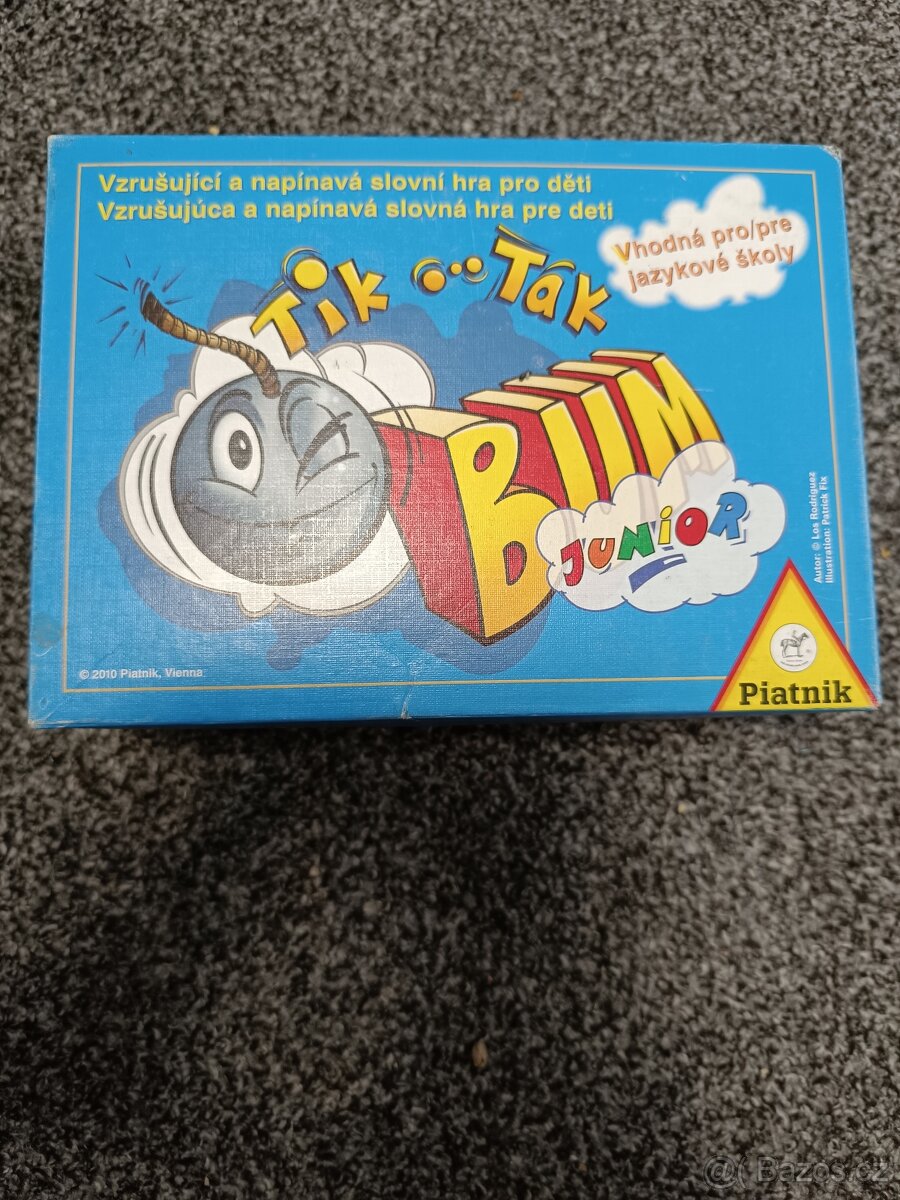 Vzrušující a napínavá slovní hra pro děti
Vzrušujúca a napínavá slovná hra pre deti
Vhodná pro/pre
jazykové školy
Tik Ták
BUM
JUNiOR
Autor: © Los Rodriguez
Illustration: Patrick Fix
© 2010 Piatnik, Vienna
Piatnik
Bazos.cz